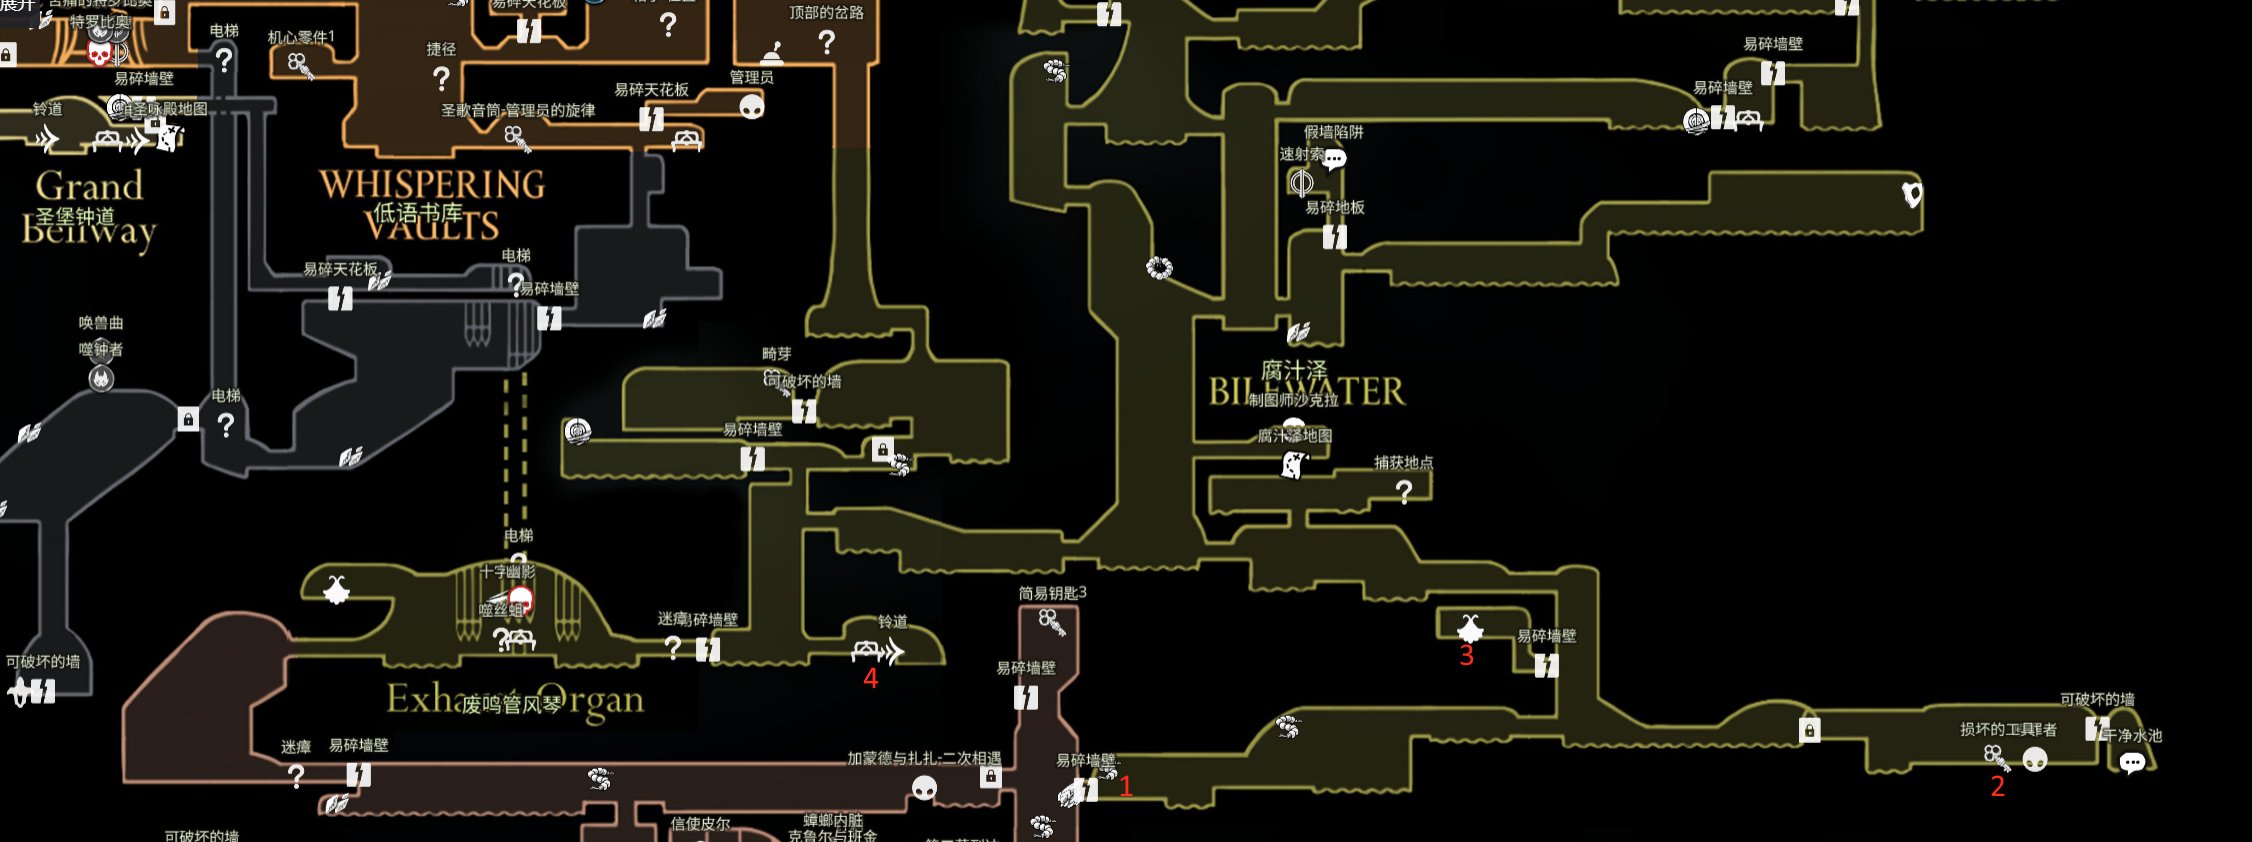 展开
特罗比奥
易碎墙壁
铃道
圣咏殿地图
Grand
圣堡钟道
Bellway
电梯
机心零件1
捷径
易碎天花板
圣歌音筒-管理员的旋律
易碎天花板
管理员
顶部的岔路
WHISPERING
低语书库
VAULTS
易碎天花板
电梯
易碎墙壁
唤兽曲
噬钟者
电梯
可破坏的墙
畸芽
可破坏的墙
易碎墙壁
电梯
十字幽影
噬丝蛆
迷瘴
易碎墙壁
铃道
4
Exhaust Organ
废鸣管风琴
迷瘴
易碎墙壁
可破坏的墙
信使皮尔
蟑螂内脏
克鲁尔与班金
加蒙德与扎扎-二次相遇
简易钥匙3
易碎墙壁
易碎墙壁
1
易碎墙壁
易碎墙壁
假墙陷阱
速射索
易碎地板
腐汁泽
BILEWATER
制图师沙克拉
腐汁泽地图
捕获地点
3
易碎墙壁
可破坏的墙
损坏的工具
干净水池
2